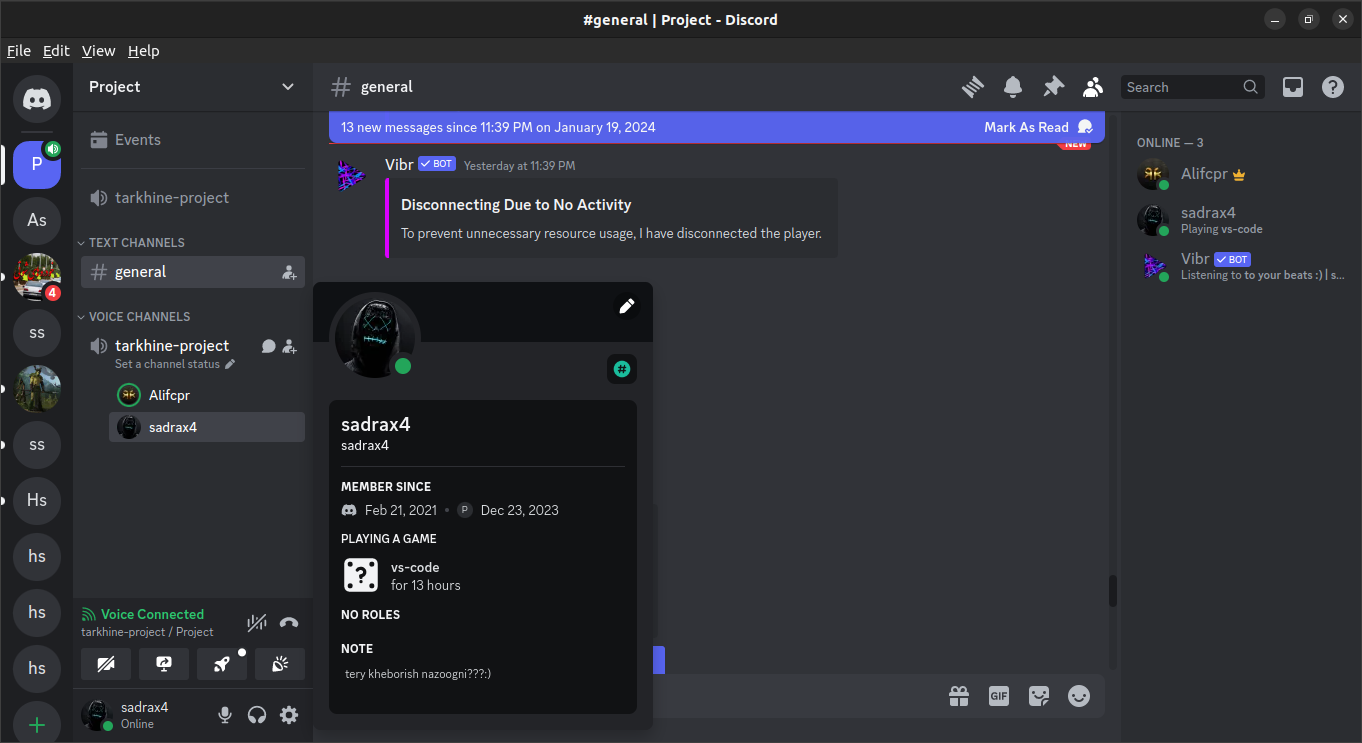 #general | Project - Discord
File Edit View Help
Project
Events
tarkhine-project
TEXT CHANNELS
general
VOICE CHANNELS
tarkhine-project
Set a channel status
Alifcpr
sadrax4
P
As
4
ss
ss
Hs
hs
hs
hs
Voice Connected
tarkhine-project / Project
sadrax4
Online
general
Search
13 new messages since 11:39 PM on January 19, 2024 Mark As Read
NEW
Vibr BOT Yesterday at 11:39 PM
Disconnecting Due to No Activity
To prevent unnecessary resource usage, I have disconnected the player.
sadrax4
sadrax4
MEMBER SINCE
Feb 21, 2021 • P Dec 23, 2023
PLAYING A GAME
vs-code
for 13 hours
NO ROLES
NOTE
tery kheborish nazoogni???:)
GIF
ONLINE — 3
Alifcpr
sadrax4
Playing vs-code
Vibr BOT
Listening to to your beats :) | s...